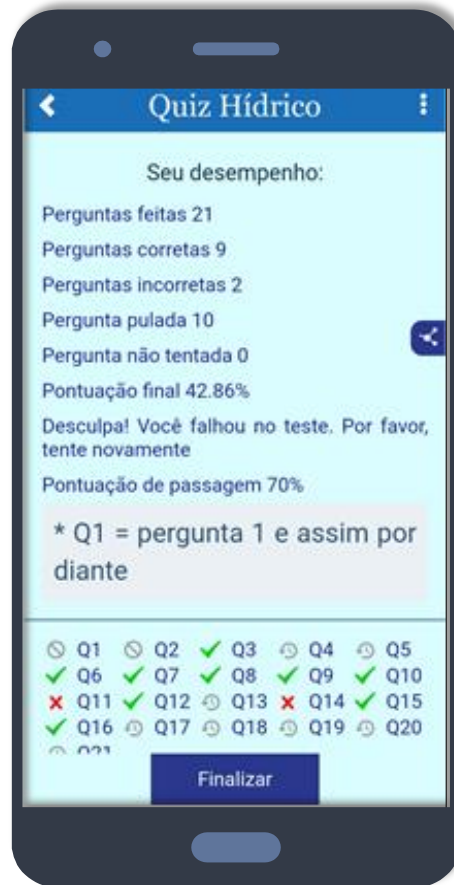 Quiz Hídrico
Seu desempenho:
Perguntas feitas 21
Perguntas corretas 9
Perguntas incorretas 2
Pergunta pulada 10
Pergunta não tentada 0
Pontuação final 42.86%
Desculpa! Você falhou no teste. Por favor,
tente novamente
Pontuação de passagem 70%
* Q1 = pergunta 1 e assim por
diante
Q1 Q2 Q3 Q4 Q5
Q6 Q7 Q8 Q9 Q10
Q11 Q12 Q13 Q14 Q15
Q16 Q17 Q18 Q19 Q20
Q21
Finalizar